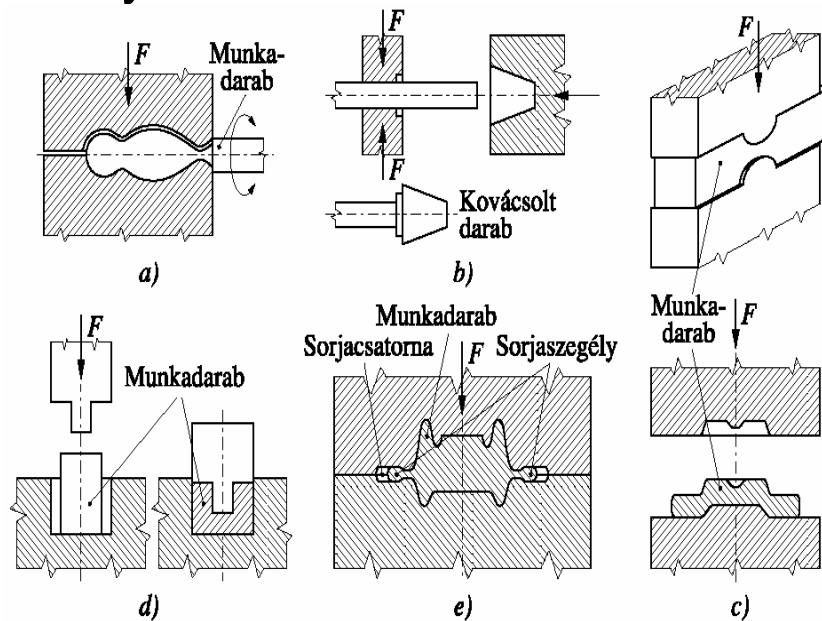 F
Munka-
darab
a)
F
F
Kovácsolt
darab
b)
F
Munka-
darab
F
c)
F
Munkadarab
d)
Munkadarab
Sorjacsatorna
F
Sorjaszegély
e)